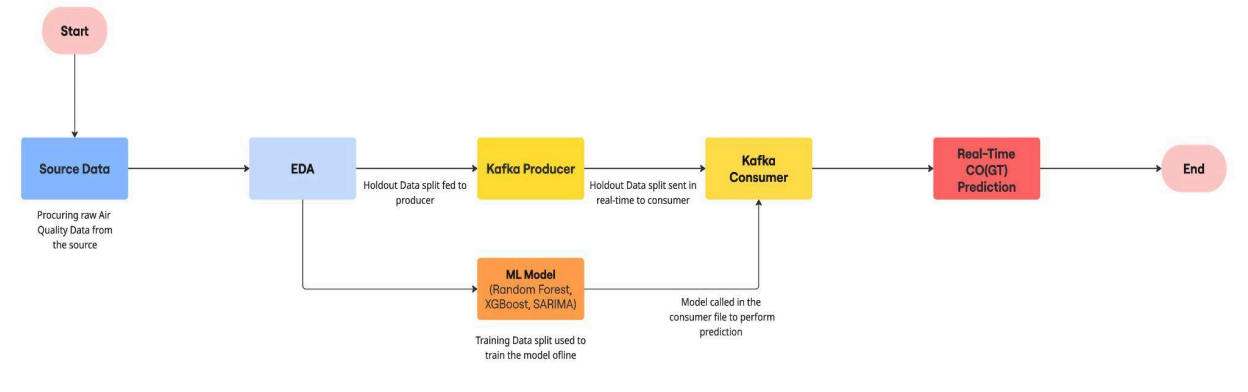 Start
Source Data
Procuring raw Air
Quality Data from
the source
EDA
Holdout Data split fed to
producer
Kafka Producer
Holdout Data split sent in
real-time to consumer
Kafka
Consumer
Real-Time
CO(GT)
Prediction
End
ML Model
(Random Forest,
XGBoost, SARIMA)
Training Data split used to
train the model ofline
Model called in the
consumer file to perform
prediction